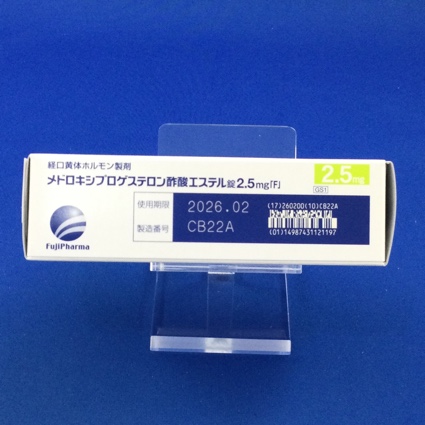 経口黄体ホルモン製剤
メドロキシプロゲステロン酢酸エステル錠2.5mg「F」
2.5mg
GS1
使用期限 2026.02
製造番号 CB22A
(17)260200(10)CB22A
(01)14987431121197
FujiPharma